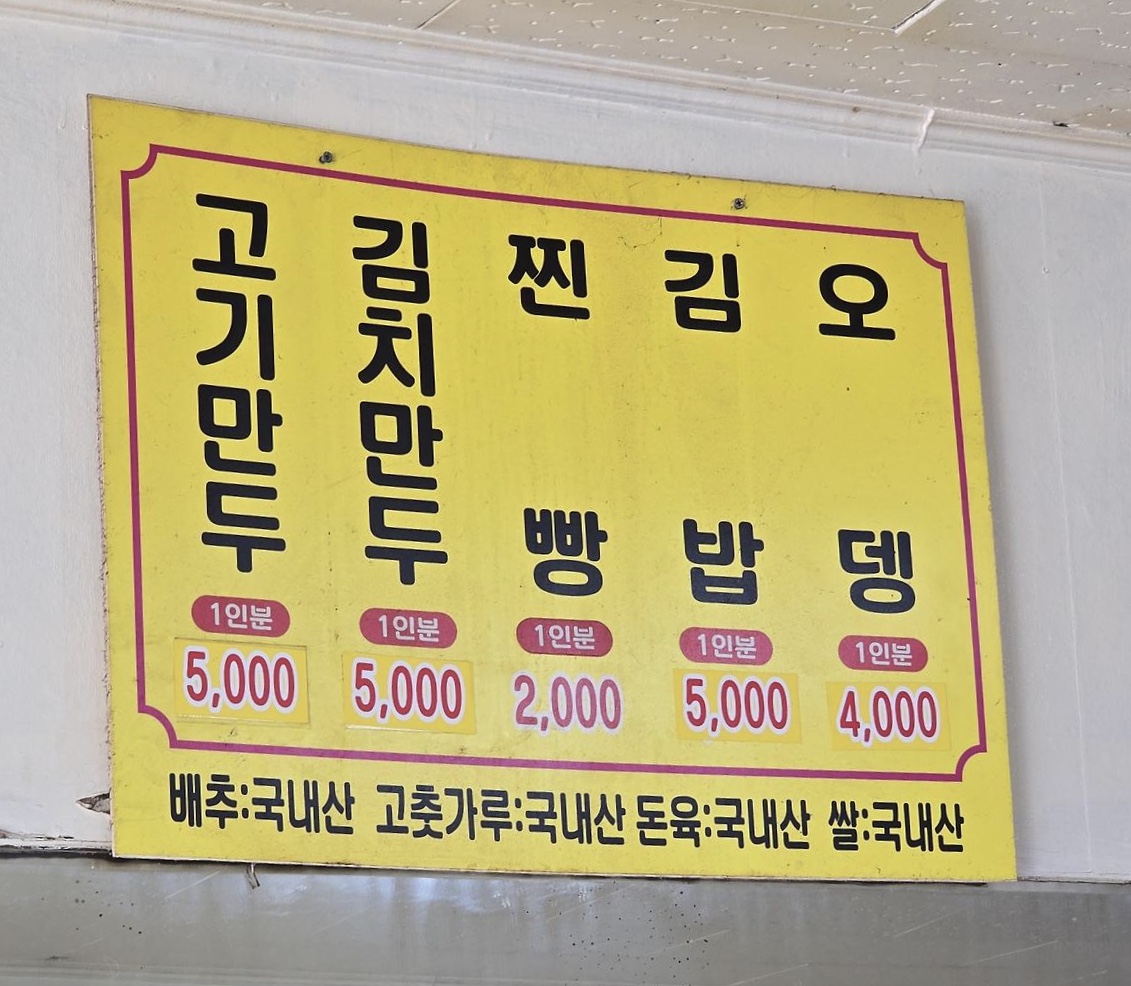 고기만두
1인분
5,000
김치만두
1인분
5,000
찐빵
1인분
2,000
김밥
1인분
5,000
오뎅
1인분
4,000
배추:국내산 고춧가루:국내산 돈육:국내산 쌀:국내산